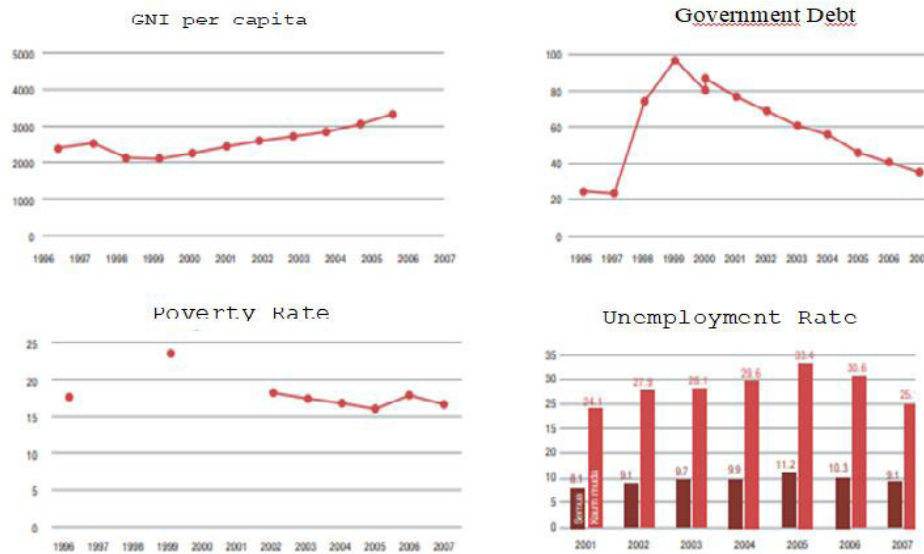 GNI per capita
5000
4000
3000
2000
1000
0
1996 1997 1998 1999 2000 2001 2002 2003 2004 2005 2006 2007
Government Debt
100
80
60
40
20
0
1996 1997 1998 1999 2000 2001 2002 2003 2004 2005 2006 200
Poverty Rate
25
20
15
10
5
0
1996 1997 1998 1999 2000 2001 2002 2003 2004 2005 2006 2007
Unemployment Rate
35
30
25
15
20
10
5
0
24.1 27.9 28.1 29.6 33.4 30.6 25.
8.1 9.1 9.7 9.9 11.2 10.3 9.1
Semua
Kaum muda
2001 2002 2003 2004 2005 2006 2007